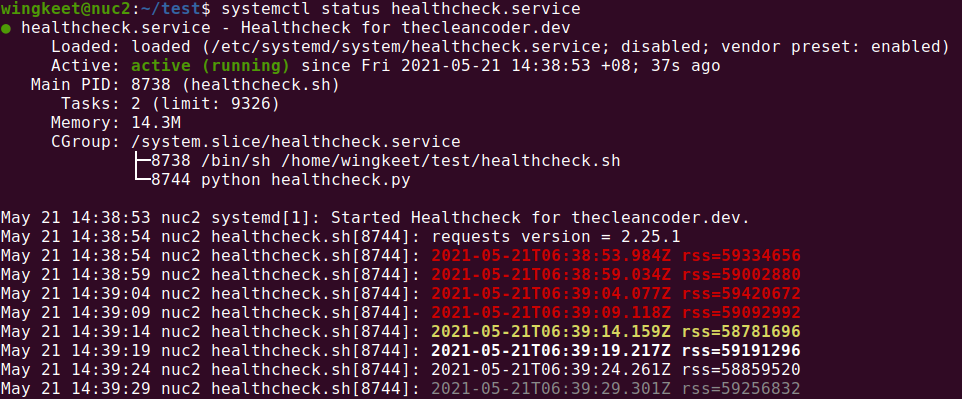 wingkeet@nuc2:~/test$ systemctl status healthcheck.service
● healthcheck.service - Healthcheck for thecleancoder.dev
Loaded: loaded (/etc/systemd/system/healthcheck.service; disabled; vendor preset: enabled)
Active: active (running) since Fri 2021-05-21 14:38:53 +08; 37s ago
Main PID: 8738 (healthcheck.sh)
Tasks: 2 (limit: 9326)
Memory: 14.3M
CGroup: /system.slice/healthcheck.service
├─8738 /bin/sh /home/wingkeet/test/healthcheck.sh
└─8744 python healthcheck.py
May 21 14:38:53 nuc2 systemd[1]: Started Healthcheck for thecleancoder.dev.
May 21 14:38:54 nuc2 healthcheck.sh[8744]: requests version = 2.25.1
May 21 14:38:54 nuc2 healthcheck.sh[8744]: 2021-05-21T06:38:53.984Z rss=59334656
May 21 14:38:59 nuc2 healthcheck.sh[8744]: 2021-05-21T06:38:59.034Z rss=59002880
May 21 14:39:04 nuc2 healthcheck.sh[8744]: 2021-05-21T06:39:04.077Z rss=59420672
May 21 14:39:09 nuc2 healthcheck.sh[8744]: 2021-05-21T06:39:09.118Z rss=59092992
May 21 14:39:14 nuc2 healthcheck.sh[8744]: 2021-05-21T06:39:14.159Z rss=58781696
May 21 14:39:19 nuc2 healthcheck.sh[8744]: 2021-05-21T06:39:19.217Z rss=59191296
May 21 14:39:24 nuc2 healthcheck.sh[8744]: 2021-05-21T06:39:24.261Z rss=58859520
May 21 14:39:29 nuc2 healthcheck.sh[8744]: 2021-05-21T06:39:29.301Z rss=59256832